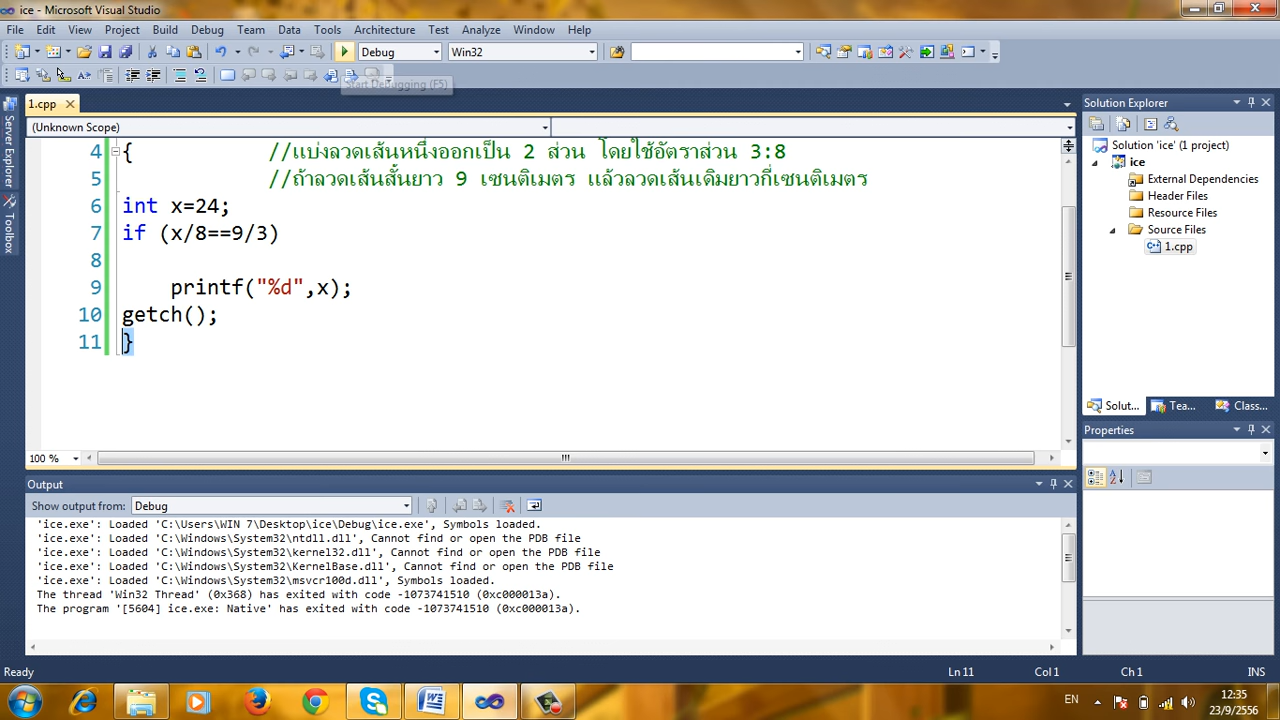 ice - Microsoft Visual Studio
File Edit View Project Build Debug Team Data Tools Architecture Test Analyze Window Help
Debug Win32
Start Debugging (F5)
1.cpp
Solution Explorer
(Unknown Scope)
4 { //แบ่งลวดเส้นหนึ่งออกเป็น 2 ส่วน โดยใช้อัตราส่วน 3:8
5 //ถ้าลวดเส้นสั้นยาว 9 เซนติเมตร แล้วลวดเส้นเดิมยาวกี่เซนติเมตร
6 int x=24;
7 if (x/8==9/3)
8
9 printf("%d",x);
10 getch();
11 }
Server Explorer
Toolbox
Solution 'ice' (1 project)
ice
External Dependencies
Header Files
Resource Files
Source Files
1.cpp
Solut... Tea... Class...
Properties
100 %
Output
Show output from: Debug
'ice.exe': Loaded 'C:\Users\WIN 7\Desktop\ice\Debug\ice.exe', Symbols loaded.
'ice.exe': Loaded 'C:\Windows\System32\ntdll.dll', Cannot find or open the PDB file
'ice.exe': Loaded 'C:\Windows\System32\kernel32.dll', Cannot find or open the PDB file
'ice.exe': Loaded 'C:\Windows\System32\KernelBase.dll', Cannot find or open the PDB file
'ice.exe': Loaded 'C:\Windows\System32\msvcr100d.dll', Symbols loaded.
The thread 'Win32 Thread' (0x368) has exited with code -1073741510 (0xc000013a).
The program '[5604] ice.exe: Native' has exited with code -1073741510 (0xc000013a).
Ready Ln 11 Col 1 Ch 1 INS
EN 12:35
23/9/2556